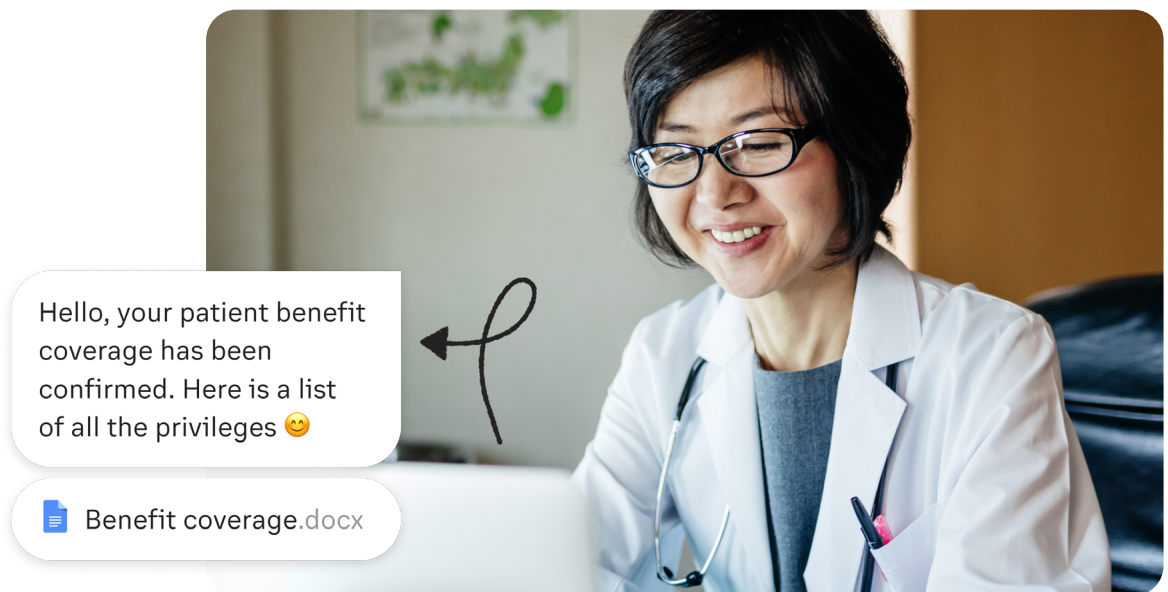 Hello, your patient benefit
coverage has been
confirmed. Here is a list
of all the privileges 😊
Benefit coverage.docx